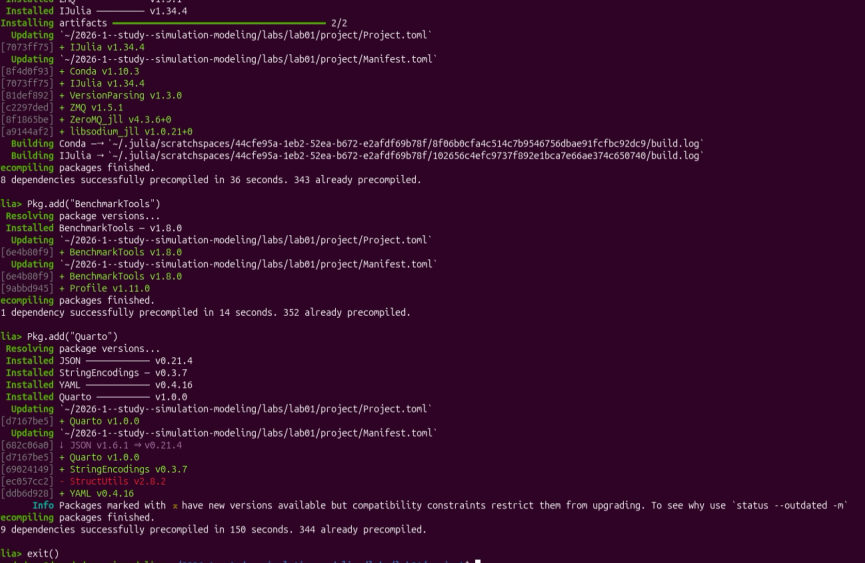 Installed ZMQ ────────── v1.5.1
Installed IJulia ──────── v1.34.4
Installing artifacts ━━━━━━━━━━━━━━━━━━━━━━━━━━━━━━━━ 2/2
Updating `~/2026-1--study--simulation-modeling/labs/lab01/project/Project.toml`
[7073ff75] + IJulia v1.34.4
Updating `~/2026-1--study--simulation-modeling/labs/lab01/project/Manifest.toml`
[8f4d0f93] + Conda v1.10.3
[7073ff75] + IJulia v1.34.4
[81def892] + VersionParsing v1.3.0
[c2297ded] + ZMQ v1.5.1
[8f1865be] + ZeroMQ_jll v4.3.6+0
[a9144af2] + libsodium_jll v1.0.21+0
Building Conda ─→ `~/.julia/scratchspaces/44cfe95a-1eb2-52ea-b672-e2afdf69b78f/8f06b0cfa4c514c7b9546756dbae91fcfbc92dc9/build.log`
Building IJulia → `~/.julia/scratchspaces/44cfe95a-1eb2-52ea-b672-e2afdf69b78f/102656c4efc9737f892e1bca7e66ae374c650740/build.log`
ecompiling packages finished.
8 dependencies successfully precompiled in 36 seconds. 343 already precompiled.
lia> Pkg.add("BenchmarkTools")
Resolving package versions...
Installed BenchmarkTools ─ v1.8.0
Updating `~/2026-1--study--simulation-modeling/labs/lab01/project/Project.toml`
[6e4b80f9] + BenchmarkTools v1.8.0
Updating `~/2026-1--study--simulation-modeling/labs/lab01/project/Manifest.toml`
[6e4b80f9] + BenchmarkTools v1.8.0
[9abbd945] + Profile v1.11.0
ecompiling packages finished.
1 dependency successfully precompiled in 14 seconds. 352 already precompiled.
lia> Pkg.add("Quarto")
Resolving package versions...
Installed JSON ─────────── v0.21.4
Installed StringEncodings ─ v0.3.7
Installed YAML ─────────── v0.4.16
Installed Quarto ───────── v1.0.0
Updating `~/2026-1--study--simulation-modeling/labs/lab01/project/Project.toml`
[d7167be5] + Quarto v1.0.0
Updating `~/2026-1--study--simulation-modeling/labs/lab01/project/Manifest.toml`
[682c06a0] ↓ JSON v1.6.1 ⇒ v0.21.4
[d7167be5] + Quarto v1.0.0
[69024149] + StringEncodings v0.3.7
[ec057cc2] - StructUtils v2.8.2
[ddb6d928] + YAML v0.4.16
Info Packages marked with ⌅ have new versions available but compatibility constraints restrict them from upgrading. To see why use `status --outdated -m`
ecompiling packages finished.
9 dependencies successfully precompiled in 150 seconds. 344 already precompiled.
lia> exit()